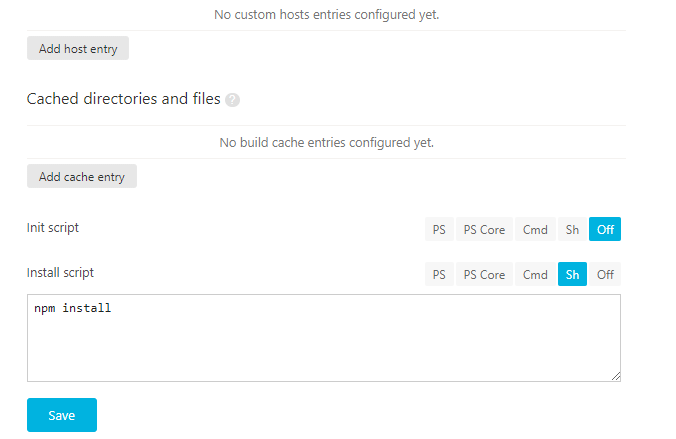 No custom hosts entries configured yet.
Add host entry
Cached directories and files ?
No build cache entries configured yet.
Add cache entry
Init script PS PS Core Cmd Sh Off
Install script PS PS Core Cmd Sh Off
npm install
Save